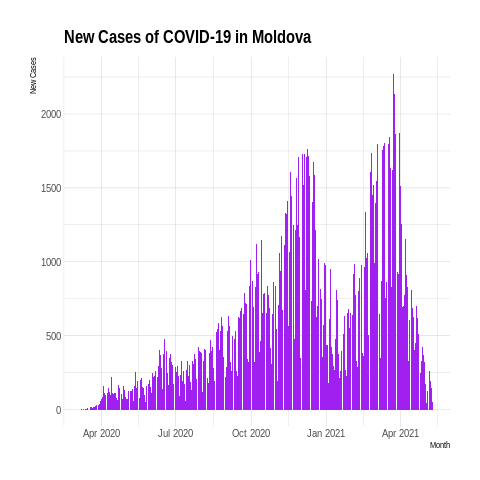 New Cases of COVID-19 in Moldova
New Cases
2000
1500
1000
500
0
Apr 2020 Jul 2020 Oct 2020 Jan 2021 Apr 2021
Month